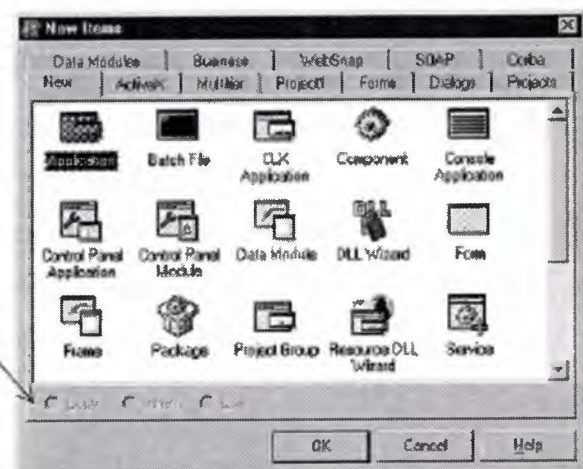 New Items
Data Modules Business WebSnap SOAP Corba
New ActiveX Multitier Project1 Forms Dialogs Projects
Application Batch File CLX Application Component Console Application
Control Panel Application Control Panel Module Data Module DLL Wizard Form
Frame Package Project Group Resource DLL Wizard Service
OK Cancel Help